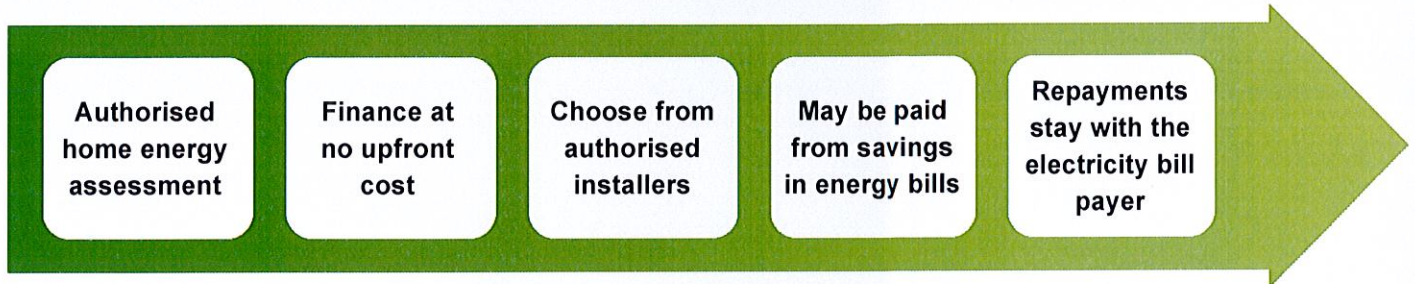 Authorised
home energy
assessment
Finance at
no upfront
cost
Choose from
authorised
installers
May be paid
from savings
in energy bills
Repayments
stay with the
electricity bill
payer